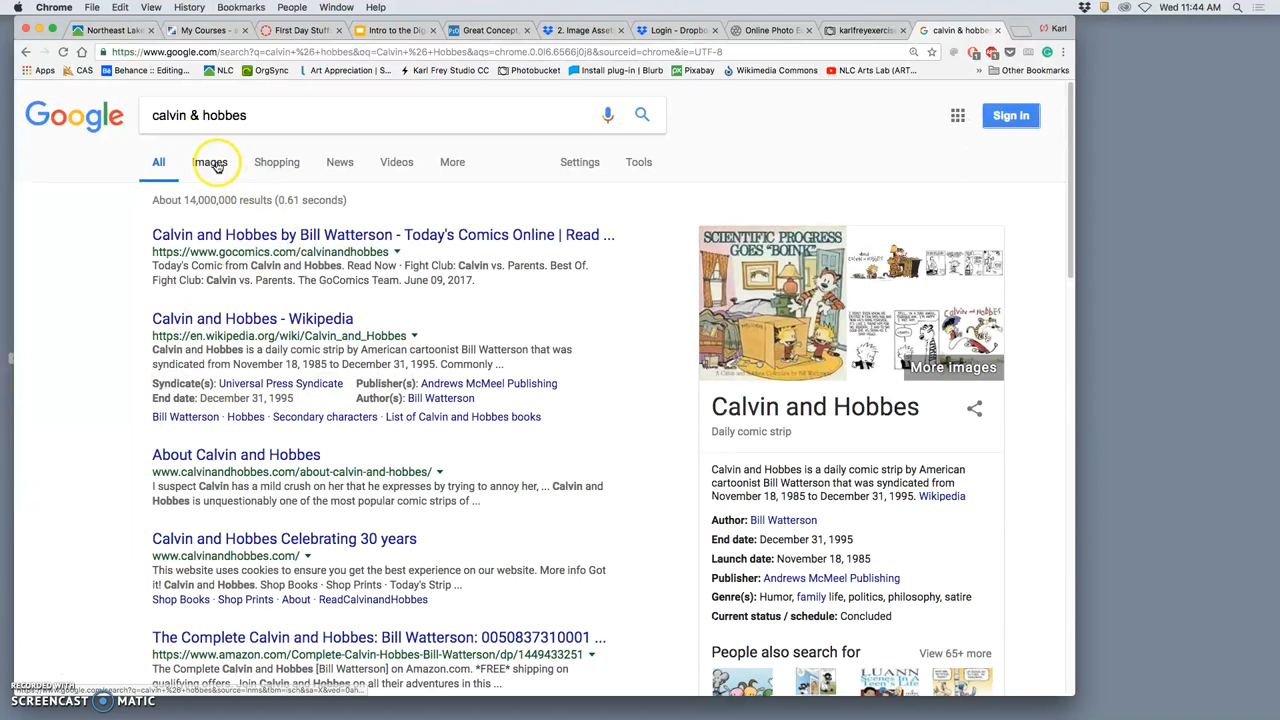 Chrome File Edit View History Bookmarks People Window Help Wed 11:44 AM
Northeast Lake My Courses - First Day Stuff Intro to the Dig Great Concept 2. Image Asset Login - Dropbo Online Photo Ea karlfreyexercis calvin & hobbe Karl
https://www.google.com/search?q=calvin+%26+hobbes&oq=Calvin+%26+Hobbes&aqs=chrome.0.0l6.6566j0j8&sourceid=chrome&ie=UTF-8
Apps CAS Behance :: Editing... NLC OrgSync Art Appreciation | S... Karl Frey Studio CC Photobucket Install plug-in | Blurb Pixabay Wikimedia Commons NLC Arts Lab (ART... » Other Bookmarks
Google calvin & hobbes Sign in
All Images Shopping News Videos More Settings Tools
About 14,000,000 results (0.61 seconds)
Calvin and Hobbes by Bill Watterson - Today's Comics Online | Read ...
https://www.gocomics.com/calvinandhobbes
Today's Comic from Calvin and Hobbes. Read Now · Fight Club: Calvin vs. Parents. Best Of.
Fight Club: Calvin vs. Parents. The GoComics Team. June 09, 2017.
Calvin and Hobbes - Wikipedia
https://en.wikipedia.org/wiki/Calvin_and_Hobbes
Calvin and Hobbes is a daily comic strip by American cartoonist Bill Watterson that was
syndicated from November 18, 1985 to December 31, 1995. Commonly ...
Syndicate(s): Universal Press Syndicate Publisher(s): Andrews McMeel Publishing
End date: December 31, 1995 Author(s): Bill Watterson
Bill Watterson · Hobbes · Secondary characters · List of Calvin and Hobbes books
About Calvin and Hobbes
www.calvinandhobbes.com/about-calvin-and-hobbes/
I suspect Calvin has a mild crush on her that he expresses by trying to annoy her, ... Calvin and
Hobbes is unquestionably one of the most popular comic strips of ...
Calvin and Hobbes Celebrating 30 years
www.calvinandhobbes.com/
This website uses cookies to ensure you get the best experience on our website. More info Got
it! Calvin and Hobbes. Shop Books · Shop Prints · Today's Strip ...
Shop Books · Shop Prints · About · ReadCalvinandHobbes
The Complete Calvin and Hobbes: Bill Watterson: 0050837310001 ...
https://www.amazon.com/Complete-Calvin-Hobbes-Bill-Watterson/dp/1449433251
The Complete Calvin and Hobbes [Bill Watterson] on Amazon.com. *FREE* shipping on
qualifying offers. Join Calvin and Hobbes on all their adventures in this ...
SCIENTIFIC PROGRESS
GOES "BOINK"
More images
Calvin and Hobbes
Daily comic strip
Calvin and Hobbes is a daily comic strip by American
cartoonist Bill Watterson that was syndicated from
November 18, 1985 to December 31, 1995. Wikipedia
Author: Bill Watterson
End date: December 31, 1995
Launch date: November 18, 1985
Publisher: Andrews McMeel Publishing
Genre(s): Humor, family life, politics, philosophy, satire
Current status / schedule: Concluded
People also search for View 65+ more
RECORDED WITH
SCREENCAST MATIC